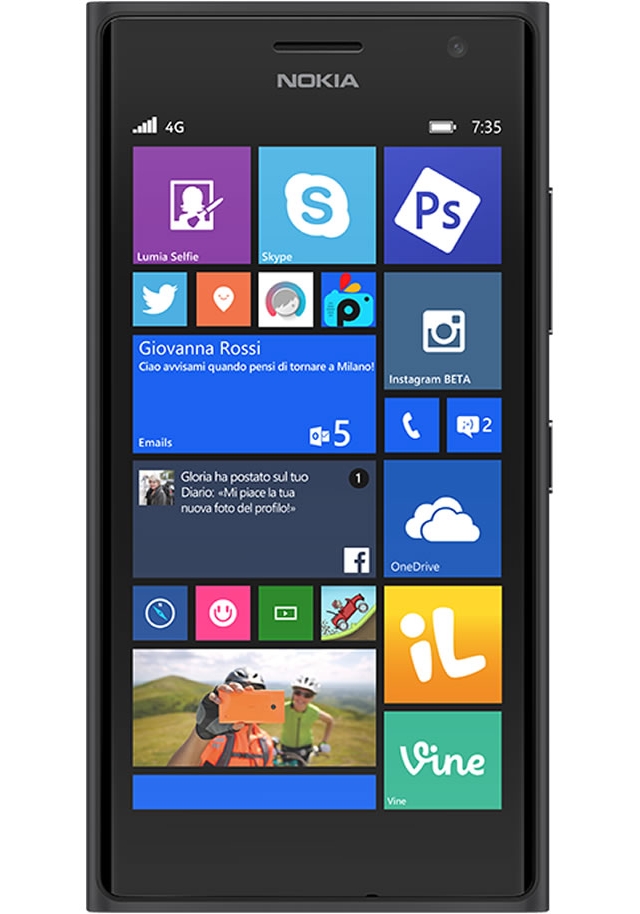 NOKIA
4G
7:35
Lumia Selfie
S
Skype
Ps
p
Giovanna Rossi
Ciao avvisami quando pensi di tornare a Milano!
Emails
5
Instagram BETA
2
Gloria ha postato sul tuo
Diario: «Mi piace la tua
nuova foto del profilo!»
1
f
OneDrive
iL
Vine
Vine